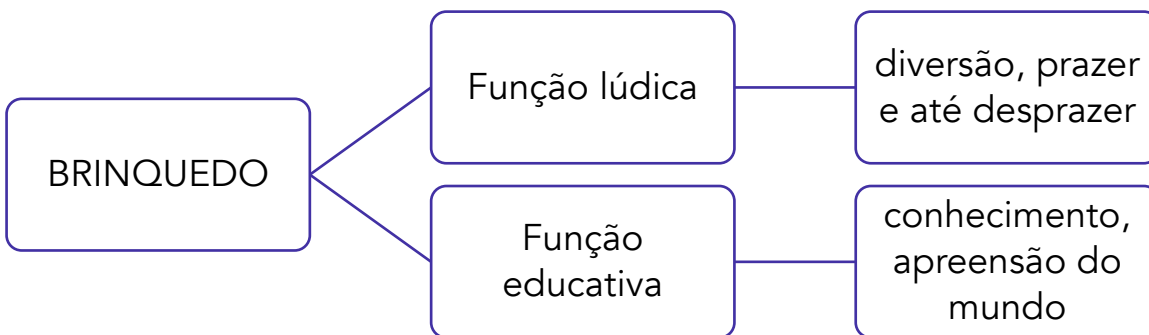 BRINQUEDO
Função lúdica
diversão, prazer
e até desprazer
Função
educativa
conhecimento,
apreensão do
mundo